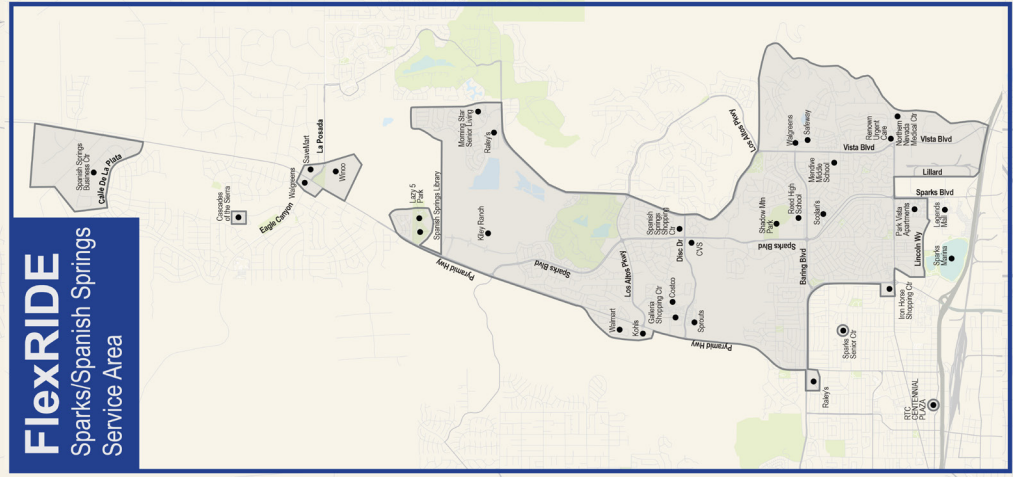 FlexRIDE
Sparks/Spanish Springs
Service Area
Spanish Springs
Business Ctr
Calle De La Plata
Cascades
of the Sierra
Eagle Canyon
Walgreens
SaveMart
La Posada
Winco
Lazy 5
Park
Spanish Springs Library
Pyramid Hwy
Morning Star
Senior Living
Raley's
Kiley Ranch
Sparks Blvd
Los Altos Pkwy
Walmart
Kohls
Galleria
Shopping Ctr
Costco
Sprouts
Pyramid Hwy
Spanish
Springs
Shopping
Ctr
Disc Dr
CVS
Los Altos Pkwy
Shadow Mtn
Park
Sparks Blvd
Reed High
School
Scolari's
Baring Blvd
Walgreens
Safeway
Mendive
Middle
School
Vista Blvd
Renown
Urgent
Care
Northern
Nevada
Medical Ctr
Vista Blvd
Lillard
Sparks Blvd
Park Vista
Apartments
Lincoln Wy
Legends
Mall
Sparks
Marina
Iron Horse
Shopping Ctr
Sparks
Senior Ctr
Raley's
RTC
CENTENNIAL
PLAZA